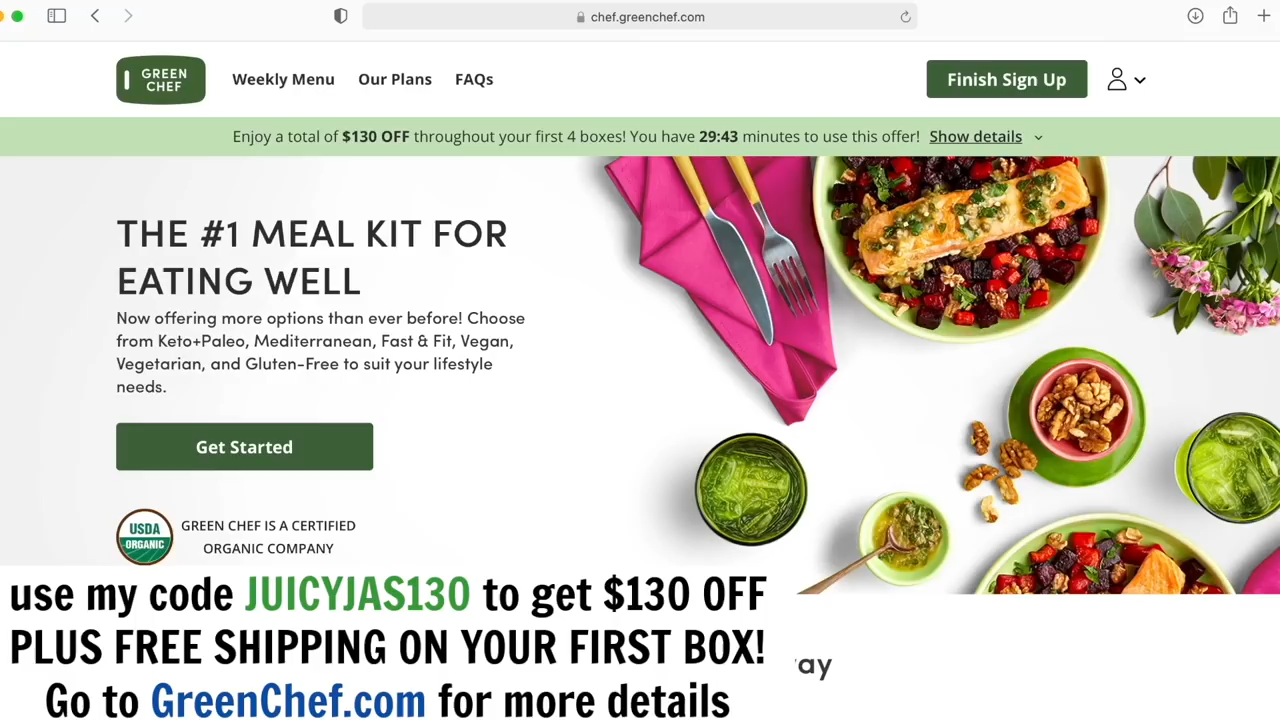 chef.greenchef.com
GREEN
CHEF
Weekly Menu
Our Plans
FAQs
Finish Sign Up
Enjoy a total of $130 OFF throughout your first 4 boxes! You have 29:43 minutes to use this offer! Show details
THE #1 MEAL KIT FOR
EATING WELL
Now offering more options than ever before! Choose
from Keto+Paleo, Mediterranean, Fast & Fit, Vegan,
Vegetarian, and Gluten-Free to suit your lifestyle
needs.
Get Started
USDA
ORGANIC
GREEN CHEF IS A CERTIFIED
ORGANIC COMPANY
use my code JUICYJAS130 to get $130 OFF
PLUS FREE SHIPPING ON YOUR FIRST BOX!
Go to GreenChef.com for more details